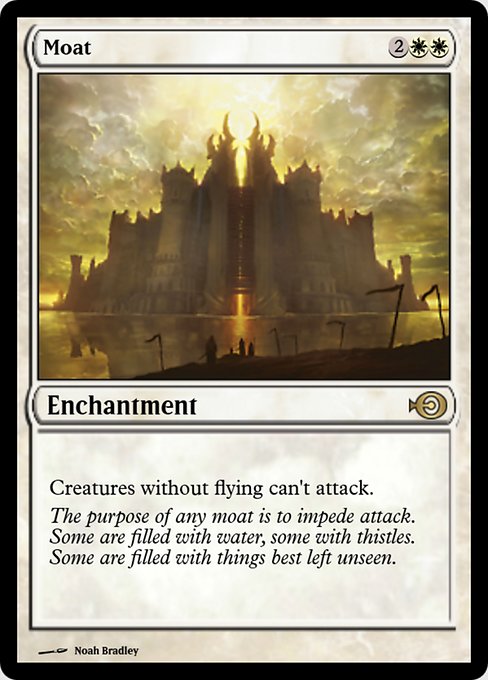 Moat 2
Enchantment
Creatures without flying can't attack.
The purpose of any moat is to impede attack.
Some are filled with water, some with thistles.
Some are filled with things best left unseen.
Noah Bradley